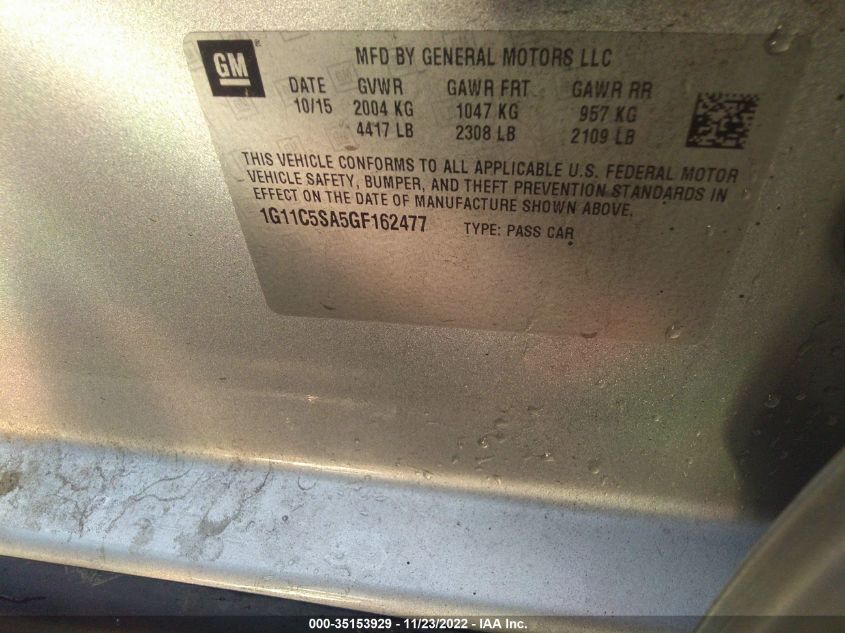 GM
MFD BY GENERAL MOTORS LLC
DATE GVWR GAWR FRT GAWR RR
10/15 2004 KG 1047 KG 957 KG
4417 LB 2308 LB 2109 LB
THIS VEHICLE CONFORMS TO ALL APPLICABLE U.S. FEDERAL MOTOR
VEHICLE SAFETY, BUMPER, AND THEFT PREVENTION STANDARDS IN
EFFECT ON THE DATE OF MANUFACTURE SHOWN ABOVE.
1G11C5SA5GF162477 TYPE: PASS CAR
000-35153929 - 11/23/2022 - IAA Inc.